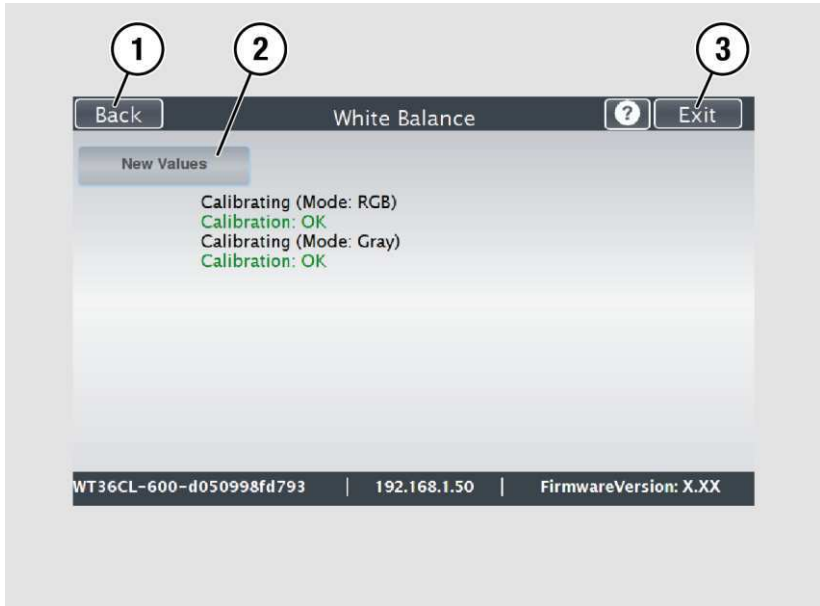 1 2 3
Back White Balance ? Exit
New Values
Calibrating (Mode: RGB)
Calibration: OK
Calibrating (Mode: Gray)
Calibration: OK
WT36CL-600-d050998fd793 | 192.168.1.50 | FirmwareVersion: X.XX